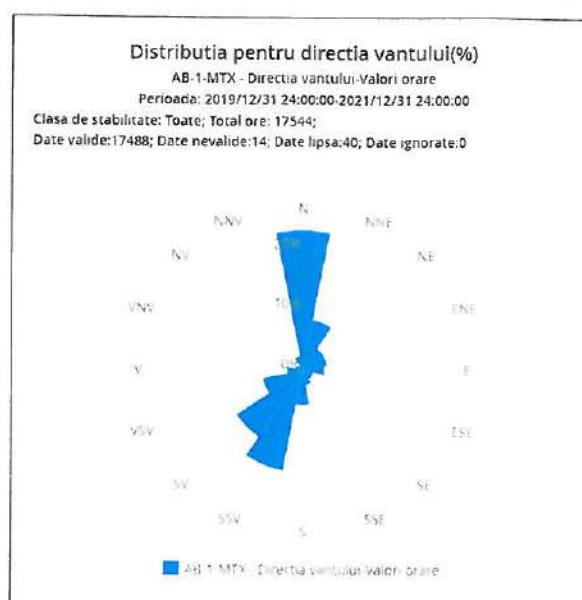 Distributia pentru directia vantului(%)
AB-1-MTX - Directia vantului-Valori orare
Perioada: 2019/12/31 24:00:00-2021/12/31 24:00:00
Clasa de stabilitate: Toate; Total ore: 17544;
Date valide:17488; Date nevalide:14; Date lipsa:40; Date ignorate:0
N
NNV
NNE
NV
NE
20%
VNV
ENE
10%
V
0%
E
VSV
ESE
SV
SE
SSV
SSE
S
AB-1-MTX - Directia vantului-Valori orare